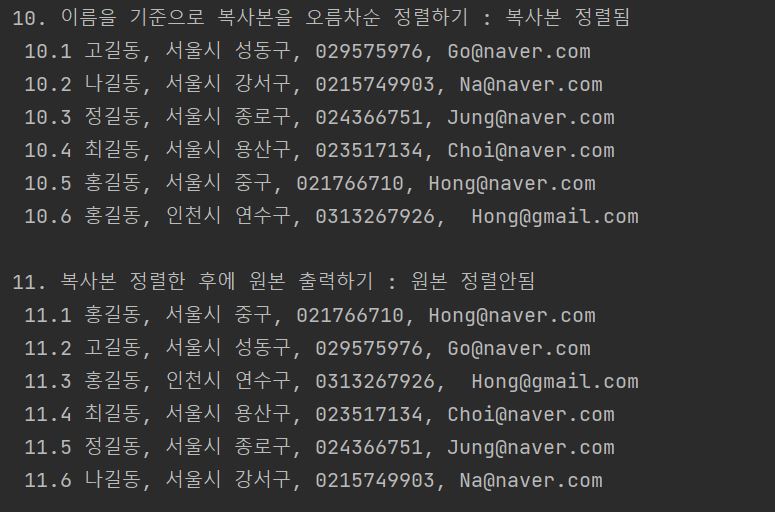 10. 이름을 기준으로 복사본을 오름차순 정렬하기 : 복사본 정렬됨
10.1 고길동, 서울시 성동구, 029575976, Go@naver.com
10.2 나길동, 서울시 강서구, 0215749903, Na@naver.com
10.3 정길동, 서울시 종로구, 024366751, Jung@naver.com
10.4 최길동, 서울시 용산구, 023517134, Choi@naver.com
10.5 홍길동, 서울시 중구, 021766710, Hong@naver.com
10.6 홍길동, 인천시 연수구, 0313267926,  Hong@gmail.com
11. 복사본 정렬한 후에 원본 출력하기 : 원본 정렬안됨
11.1 홍길동, 서울시 중구, 021766710, Hong@naver.com
11.2 고길동, 서울시 성동구, 029575976, Go@naver.com
11.3 홍길동, 인천시 연수구, 0313267926,  Hong@gmail.com
11.4 최길동, 서울시 용산구, 023517134, Choi@naver.com
11.5 정길동, 서울시 종로구, 024366751, Jung@naver.com
11.6 나길동, 서울시 강서구, 0215749903, Na@naver.com